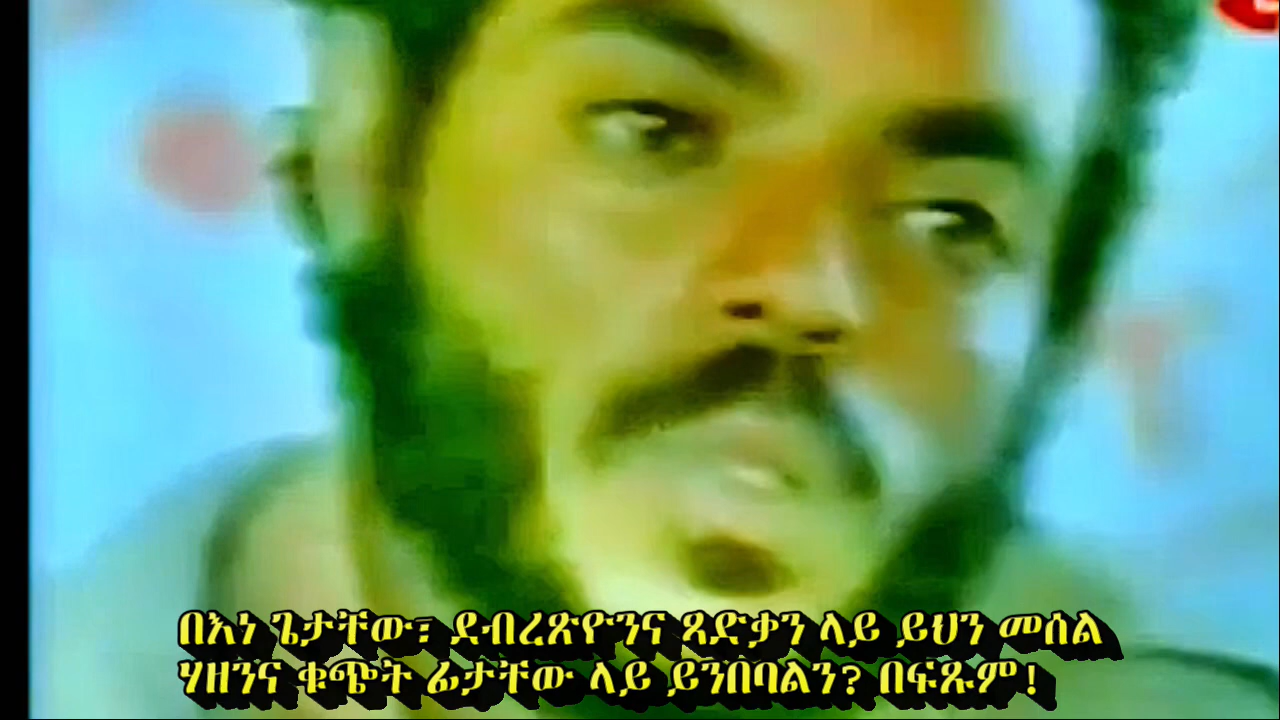 በእነ ጌታቸው፣ ደብረጽዮንና ጻድቃን ላይ ይህን መሰል
ሃዘንና ቁጭት ፊታቸው ላይ ይንበባልን? በፍጹም!